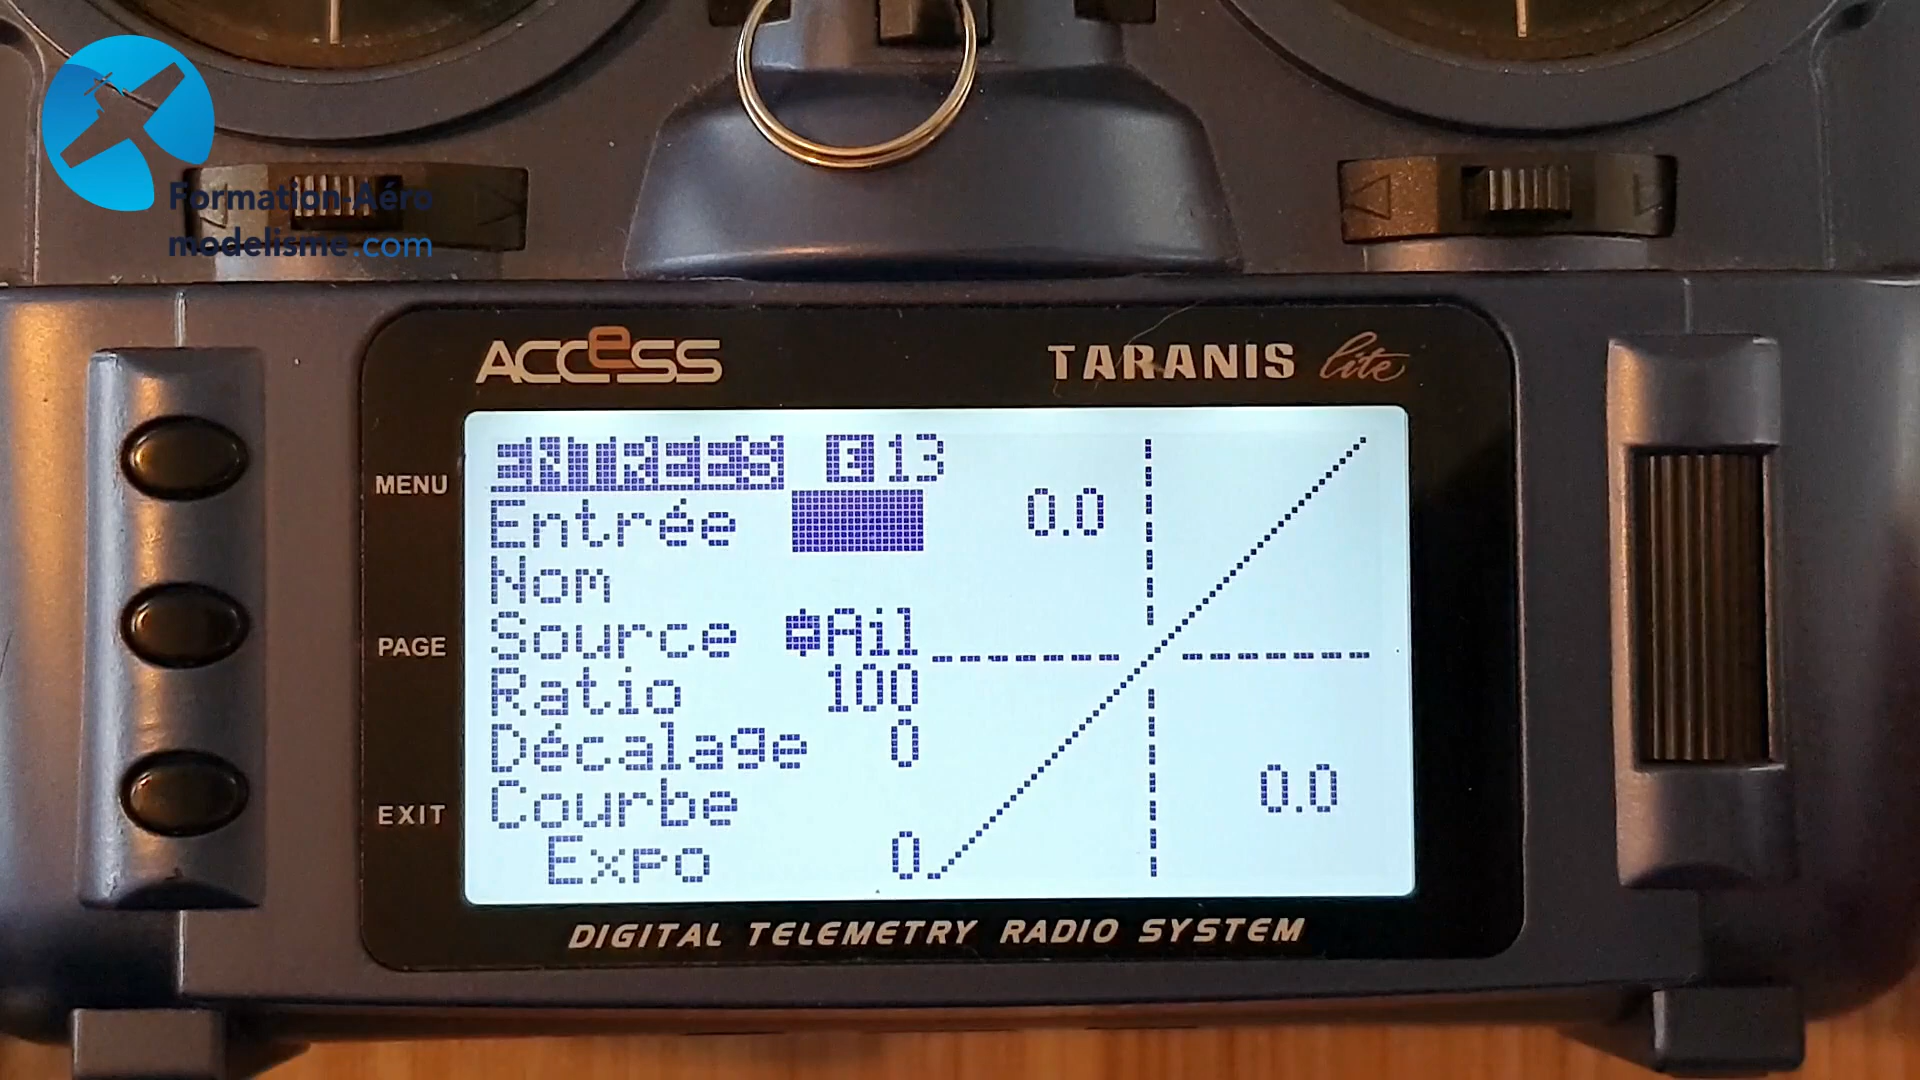 Formation-Aéro
modelisme.com
ACCeSS
TARANIS lite
MENU
PAGE
EXIT
ENTREES E 13
Entrée
0.0
Nom
Source Ail
Ratio 100
Décalage 0
Courbe
0.0
Expo 0
DIGITAL TELEMETRY RADIO SYSTEM